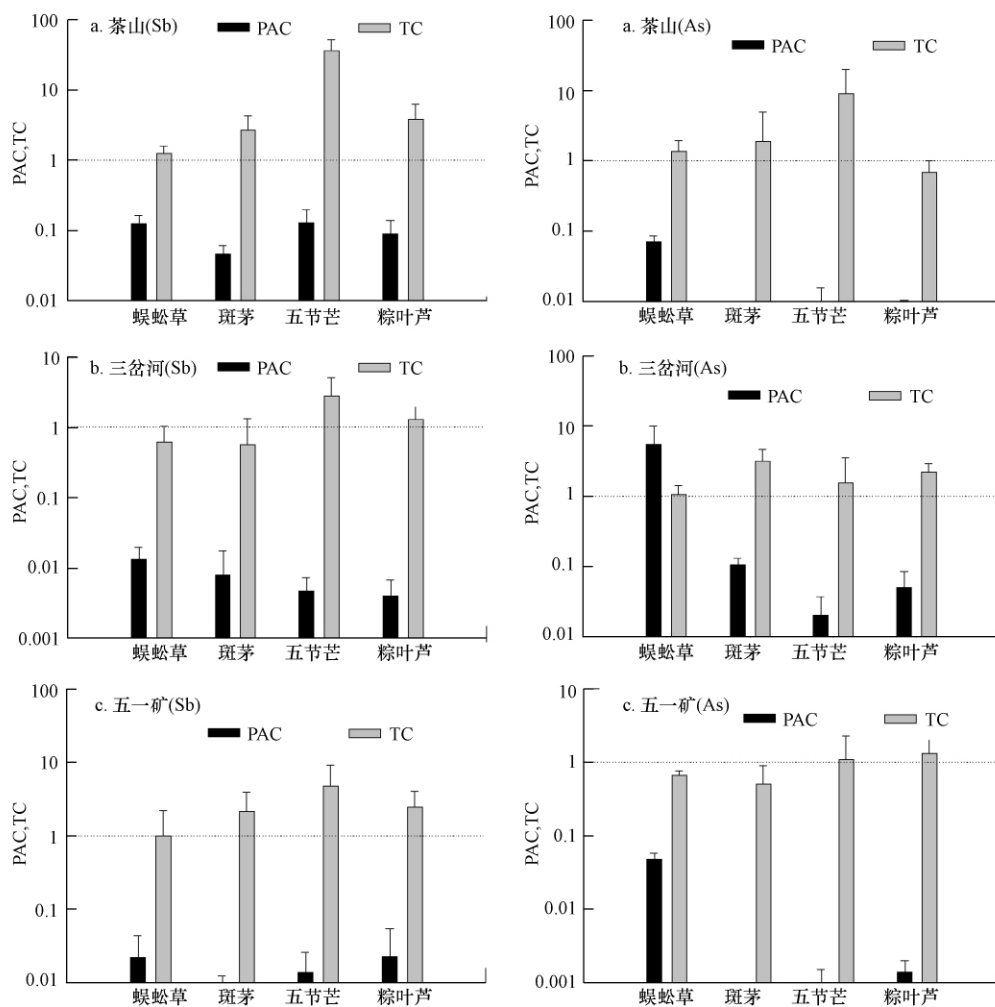 a. 茶山(Sb)
PAC
TC
100
10
1
0.1
0.01
PAC,TC
蜈蚣草
斑茅
五节芒
粽叶芦
a. 茶山(As)
PAC
TC
100
10
1
0.1
0.01
PAC,TC
蜈蚣草
斑茅
五节芒
粽叶芦
b. 三岔河(Sb)
PAC
TC
10
1
0.1
0.01
0.001
PAC,TC
蜈蚣草
斑茅
五节芒
粽叶芦
b. 三岔河(As)
PAC
TC
100
10
1
0.1
0.01
PAC,TC
蜈蚣草
斑茅
五节芒
粽叶芦
c. 五一矿(Sb)
PAC
TC
100
10
1
0.1
0.01
PAC,TC
蜈蚣草
斑茅
五节芒
粽叶芦
c. 五一矿(As)
PAC
TC
10
1
0.1
0.01
0.001
PAC,TC
蜈蚣草
斑茅
五节芒
粽叶芦